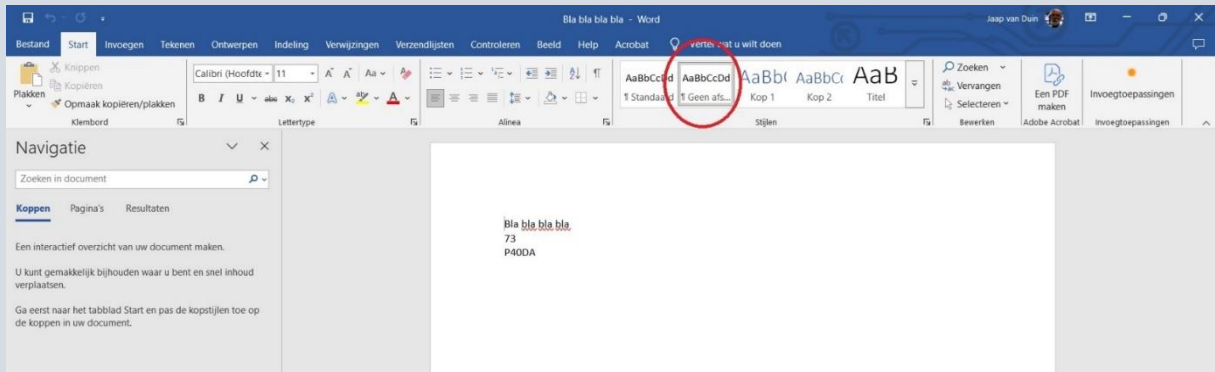 Bla bla bla bla - Word
Jaap van Duin
Bestand Start Invoegen Tekenen Ontwerpen Indeling Verwijzingen Verzendlijsten Controleren Beeld Help Acrobat Vertel wat u wilt doen
Plakken
Knippen
Kopiëren
Opmaak kopiëren/plakken
Klembord
Calibri (Hoofdte 11 A A Aa
B I U abc X₂ X² A A
Lettertype
Alinea
AaBbCcDd AaBbCcDd AaBb( AaBbCc AaB
¶ Standaard ¶ Geen afs... Kop 1 Kop 2 Titel
Stijlen
Zoeken
Vervangen
Selecteren
Bewerken
Een PDF
maken
Adobe Acrobat
Invoegtoepassingen
Invoegtoepassingen
Navigatie
Zoeken in document
Koppen Pagina's Resultaten
Een interactief overzicht van uw document maken.
U kunt gemakkelijk bijhouden waar u bent en snel inhoud
verplaatsen.
Ga eerst naar het tabblad Start en pas de kopstijlen toe op
de koppen in uw document.
Bla bla bla bla
73
P40DA